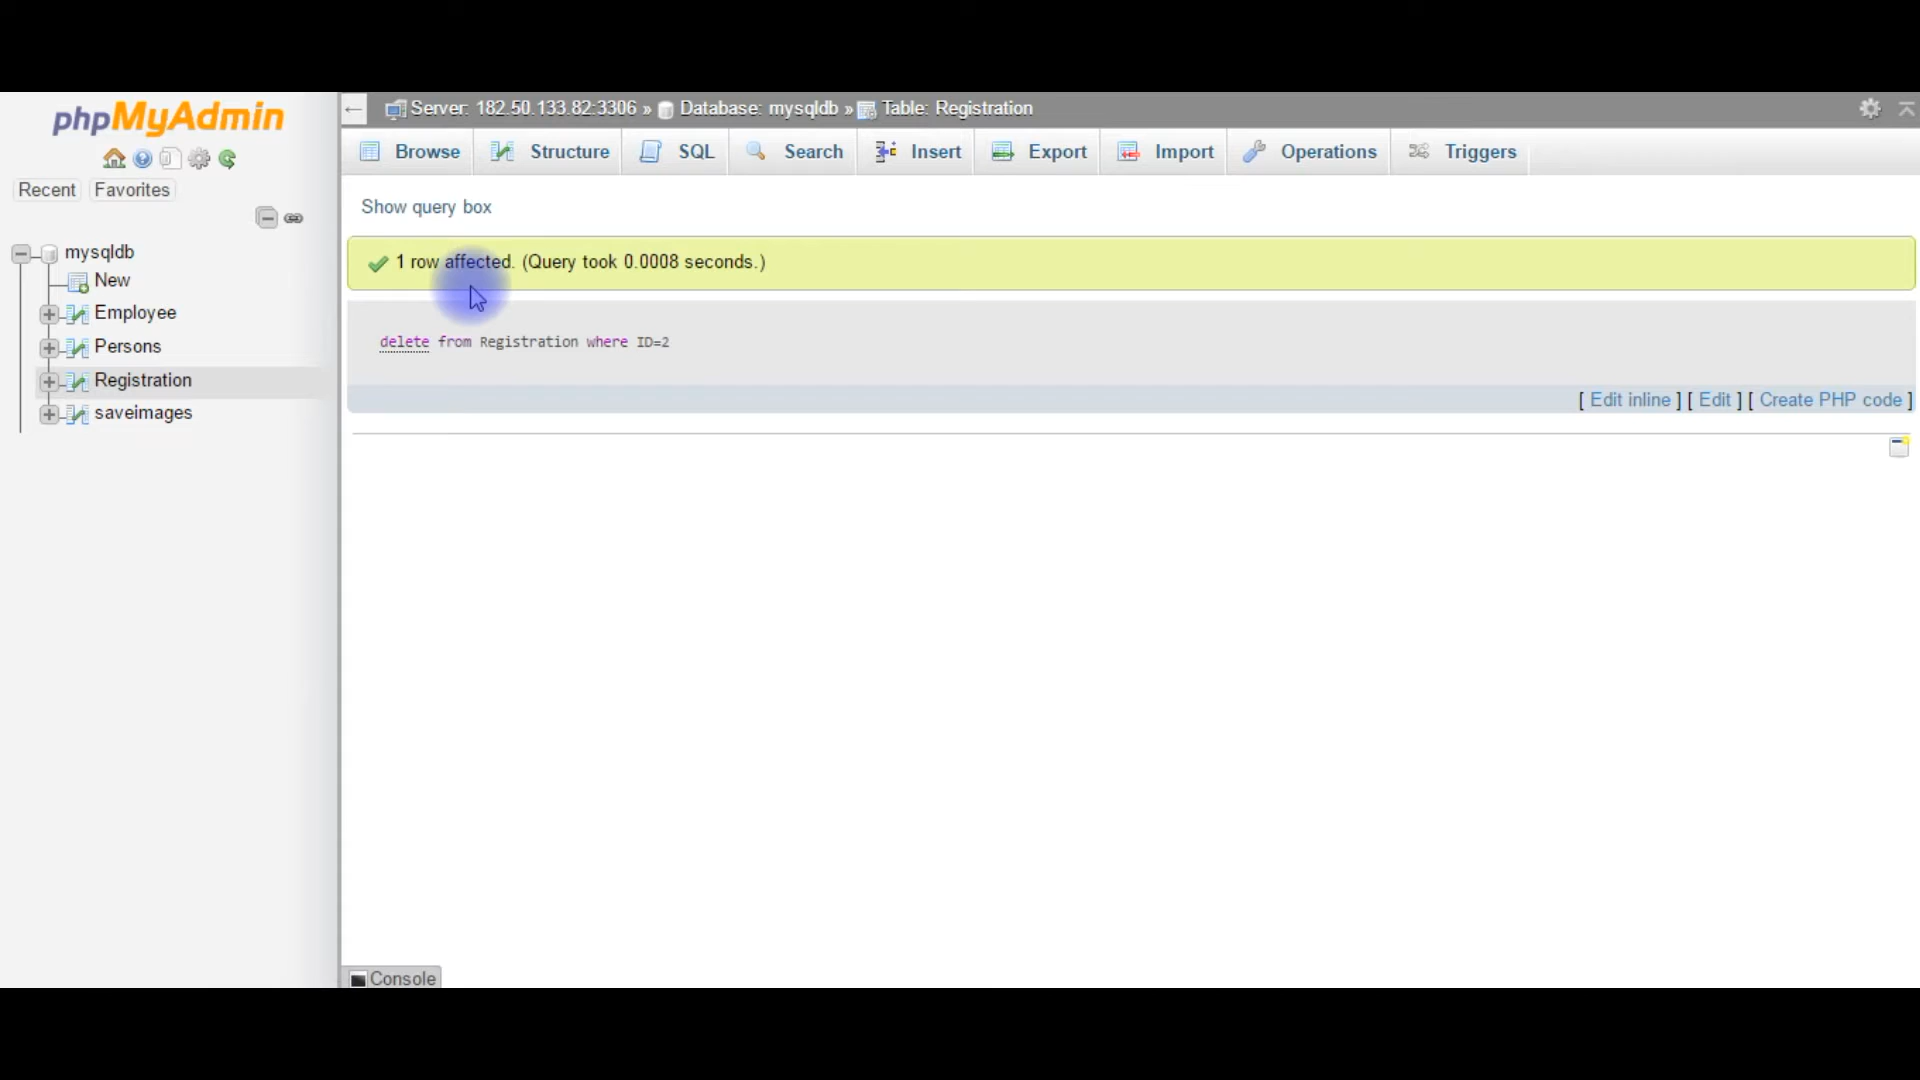 phpMyAdmin
Recent Favorites
mysqldb
New
Employee
Persons
Registration
saveimages
Server: 182.50.133.82:3306 » Database: mysqldb » Table: Registration
Browse Structure SQL Search Insert Export Import Operations Triggers
Show query box
1 row affected. (Query took 0.0008 seconds.)
delete from Registration where ID=2
[ Edit inline ] [ Edit ] [ Create PHP code ]
Console